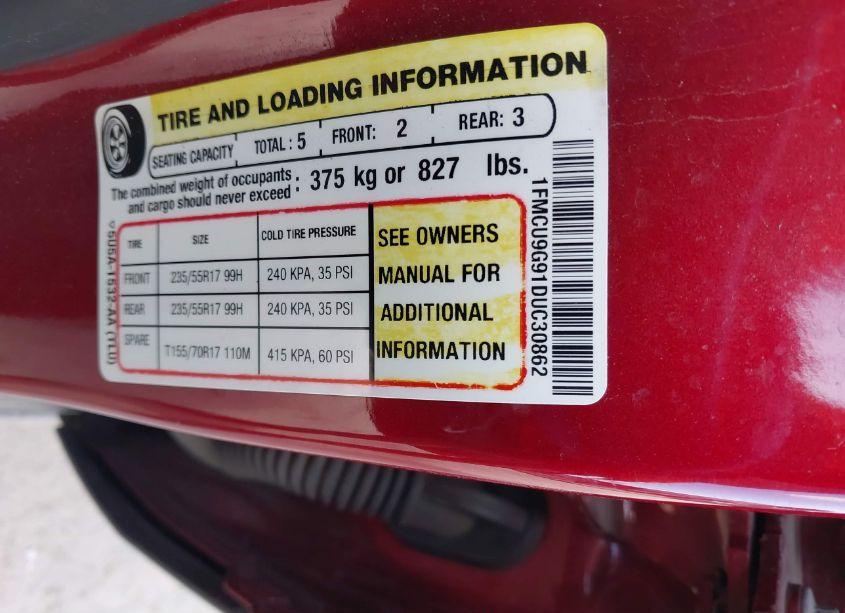 TIRE AND LOADING INFORMATION
SEATING CAPACITY TOTAL : 5 FRONT: 2 REAR: 3
The combined weight of occupants
and cargo should never exceed : 375 kg or 827 lbs.
TIRE SIZE COLD TIRE PRESSURE
FRONT 235/55R17 99H 240 KPA, 35 PSI
REAR 235/55R17 99H 240 KPA, 35 PSI
SPARE T155/70R17 110M 415 KPA, 60 PSI
SEE OWNERS
MANUAL FOR
ADDITIONAL
INFORMATION
1FMCU9G91DUC30862